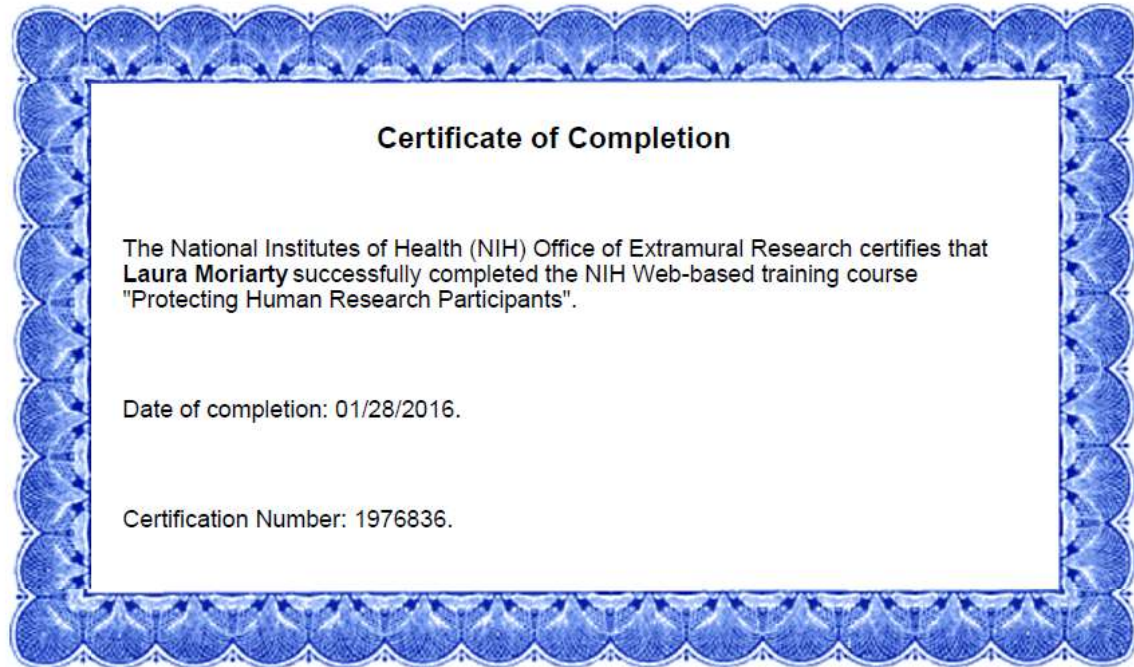 Certificate of Completion
The National Institutes of Health (NIH) Office of Extramural Research certifies that
Laura Moriarty successfully completed the NIH Web-based training course
"Protecting Human Research Participants".
Date of completion: 01/28/2016.
Certification Number: 1976836.